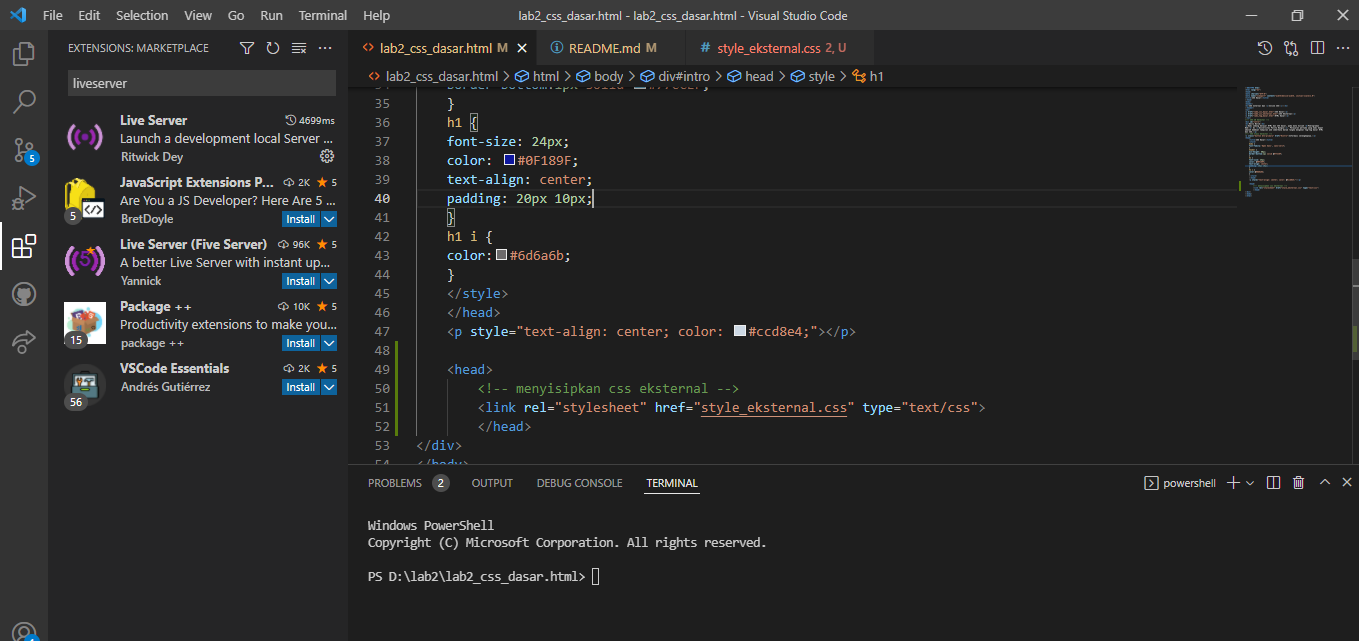 File Edit Selection View Go Run Terminal Help
lab2_css_dasar.html - lab2_css_dasar.html - Visual Studio Code
EXTENSIONS: MARKETPLACE
liveserver
Live Server 4699ms
Launch a development local Server ...
Ritwick Dey
JavaScript Extensions P... 2K 5
Are You a JS Developer? Here Are 5 ...
BretDoyle Install
5
Live Server (Five Server) 96K 5
A better Live Server with instant up...
Yannick Install
Package ++ 10K 5
Productivity extensions to make you...
package ++ Install
15
VSCode Essentials 2K 5
Andrés Gutiérrez Install
56
5
1
lab2_css_dasar.html M README.md M # style_eksternal.css 2, U
lab2_css_dasar.html > html > body > div#intro > head > style > h1
34 border-bottom:1px solid #77CCEF;
35 }
36 h1 {
37 font-size: 24px;
38 color: #0F189F;
39 text-align: center;
40 padding: 20px 10px;
41 }
42 h1 i {
43 color:#6d6a6b;
44 }
45 </style>
46 </head>
47 <p style="text-align: center; color: #ccd8e4;"></p>
48
49 <head>
50 <!-- menyisipkan css eksternal -->
51 <link rel="stylesheet" href="style_eksternal.css" type="text/css">
52 </head>
53 </div>
54 </body>
PROBLEMS 2 OUTPUT DEBUG CONSOLE TERMINAL
powershell
Windows PowerShell
Copyright (C) Microsoft Corporation. All rights reserved.
PS D:\lab2\lab2_css_dasar.html>